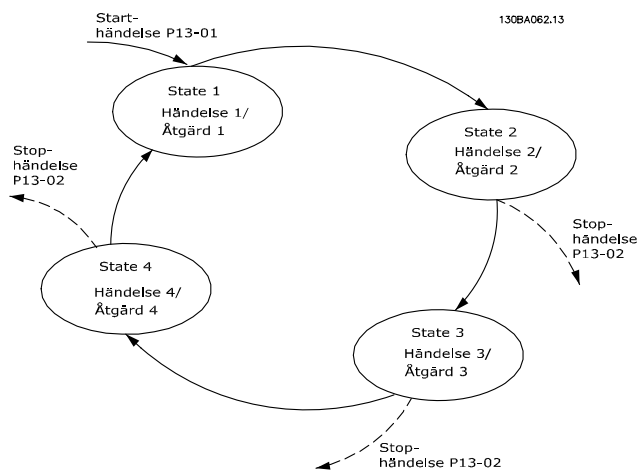 Start-
händelse P13-01
130BA062.13
State 1
Händelse 1/
Åtgärd 1
State 2
Händelse 2/
Åtgärd 2
Stop-
händelse
P13-02
Stop-
händelse
P13-02
State 4
Händelse 4/
Åtgärd 4
State 3
Händelse 3/
Åtgärd 3
Stop-
händelse P13-02